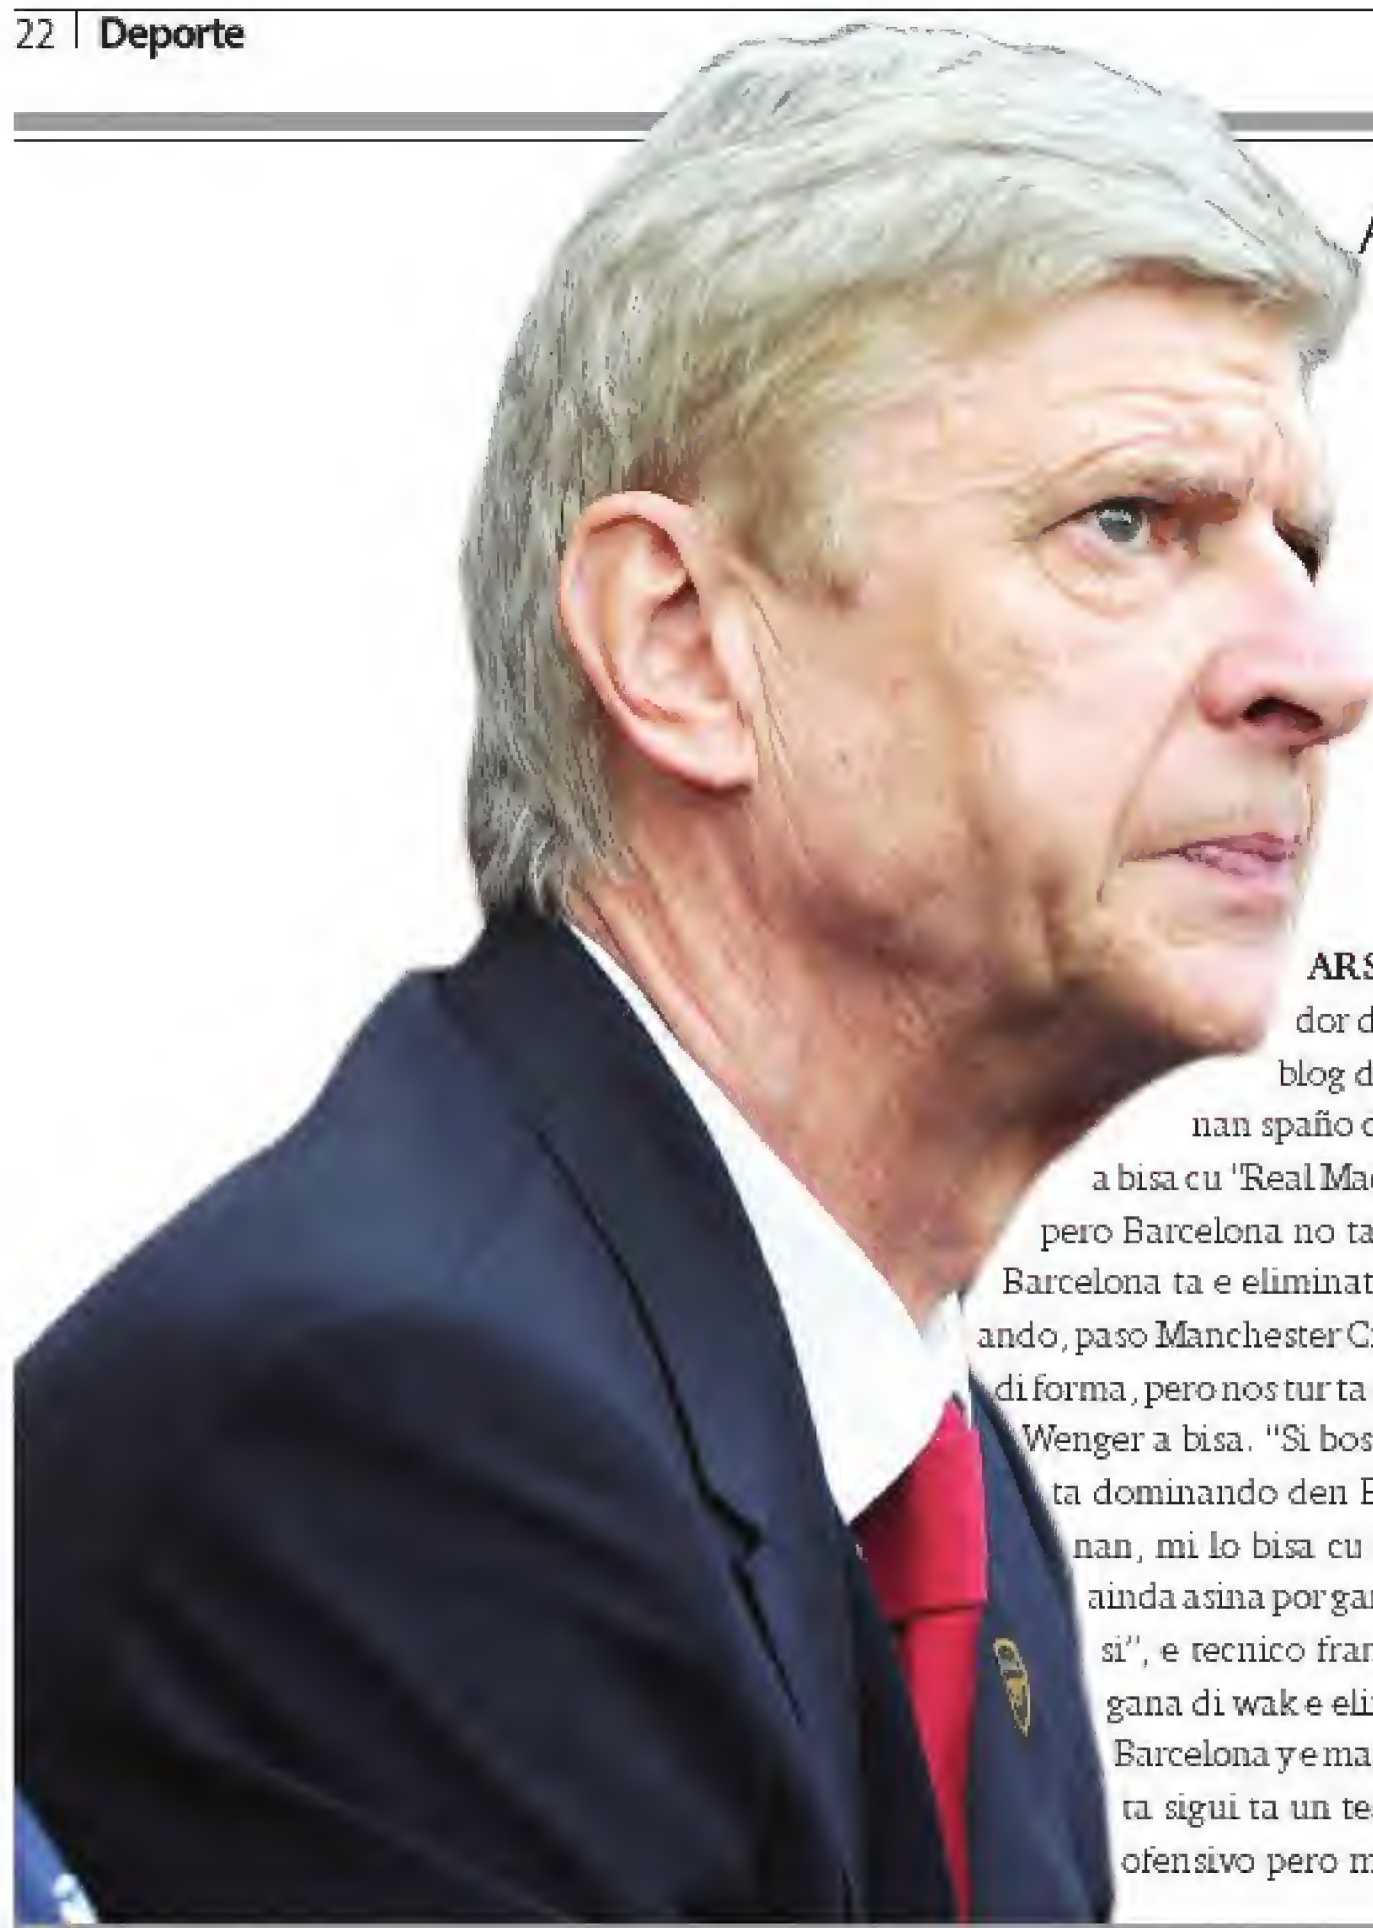 22 | Deporte
ARS
dor d
blog d
nan spaño
a bisa cu "Real Ma
pero Barcelona no ta
Barcelona ta e eliminat
ando, paso Manchester
di forma, pero nos tur ta
Wenger a bisa. "Si bos
ta dominando den E
nan, mi lo bisa cu
ainda asina por ga
si", e tecnico fran
gana di wak e eli
Barcelona y e ma
ta sigui ta un te
ofensivo pero m